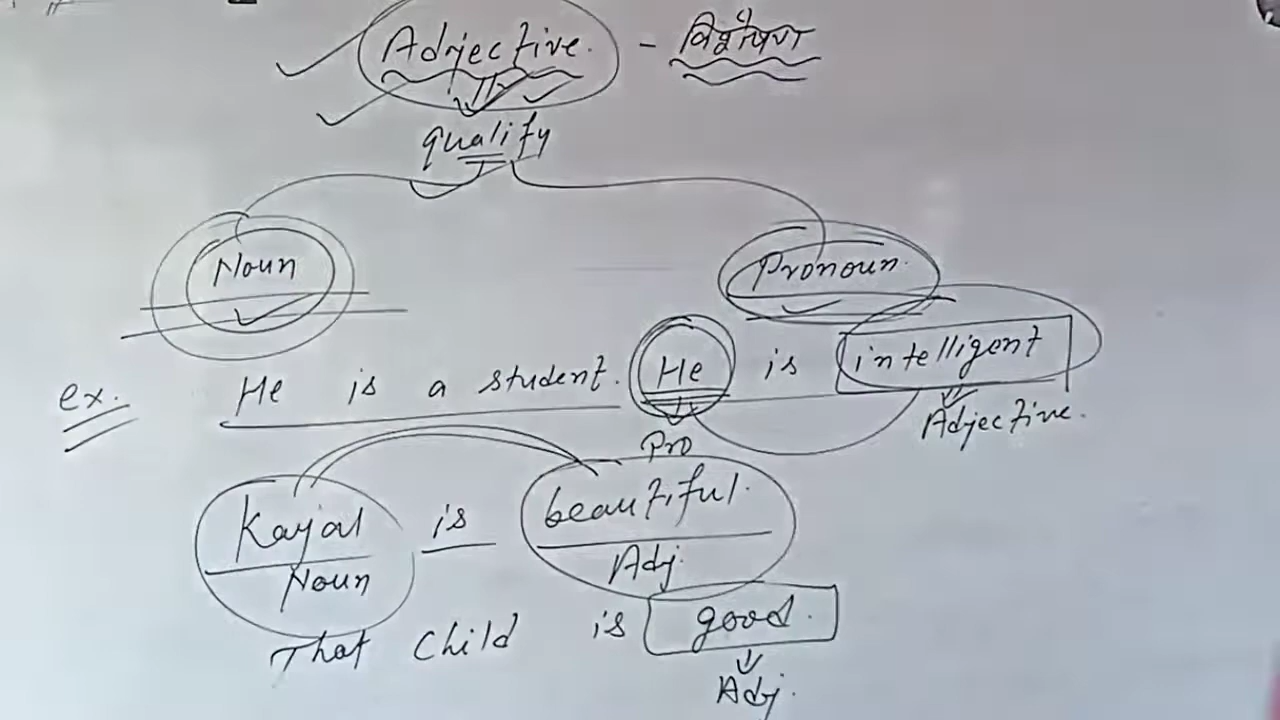 Adjective. - विशेषण
qualify
Noun Pronoun.
ex. He is a student. He is intelligent
Pro Adjective.
Kajal is beautiful.
Noun Adj.
That Child is good.
Adj.